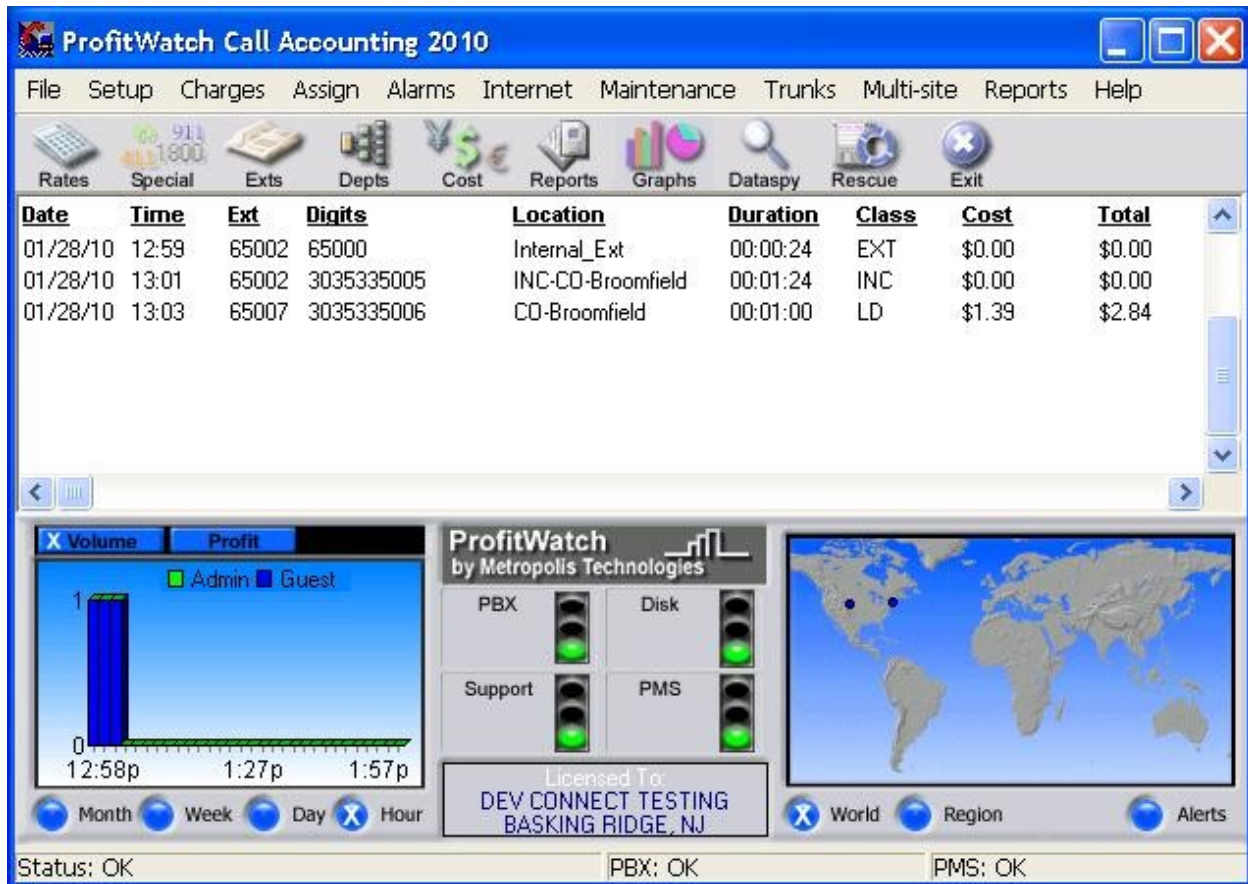 ProfitWatch Call Accounting 2010
File Setup Charges Assign Alarms Internet Maintenance Trunks Multi-site Reports Help
911
411 1800
Rates Special Exts Depts Cost Reports Graphs Dataspy Rescue Exit
Date Time Ext Digits Location Duration Class Cost Total
01/28/10 12:59 65002 65000 Internal_Ext 00:00:24 EXT $0.00 $0.00
01/28/10 13:01 65002 3035335005 INC-CO-Broomfield 00:01:24 INC $0.00 $0.00
01/28/10 13:03 65007 3035335006 CO-Broomfield 00:01:00 LD $1.39 $2.84
X Volume Profit
Admin Guest
1
0
12:58p 1:27p 1:57p
Month Week Day X Hour
ProfitWatch
by Metropolis Technologies
PBX Disk
Support PMS
Licensed To:
DEV CONNECT TESTING
BASKING RIDGE, NJ
X World Region Alerts
Status: OK PBX: OK PMS: OK